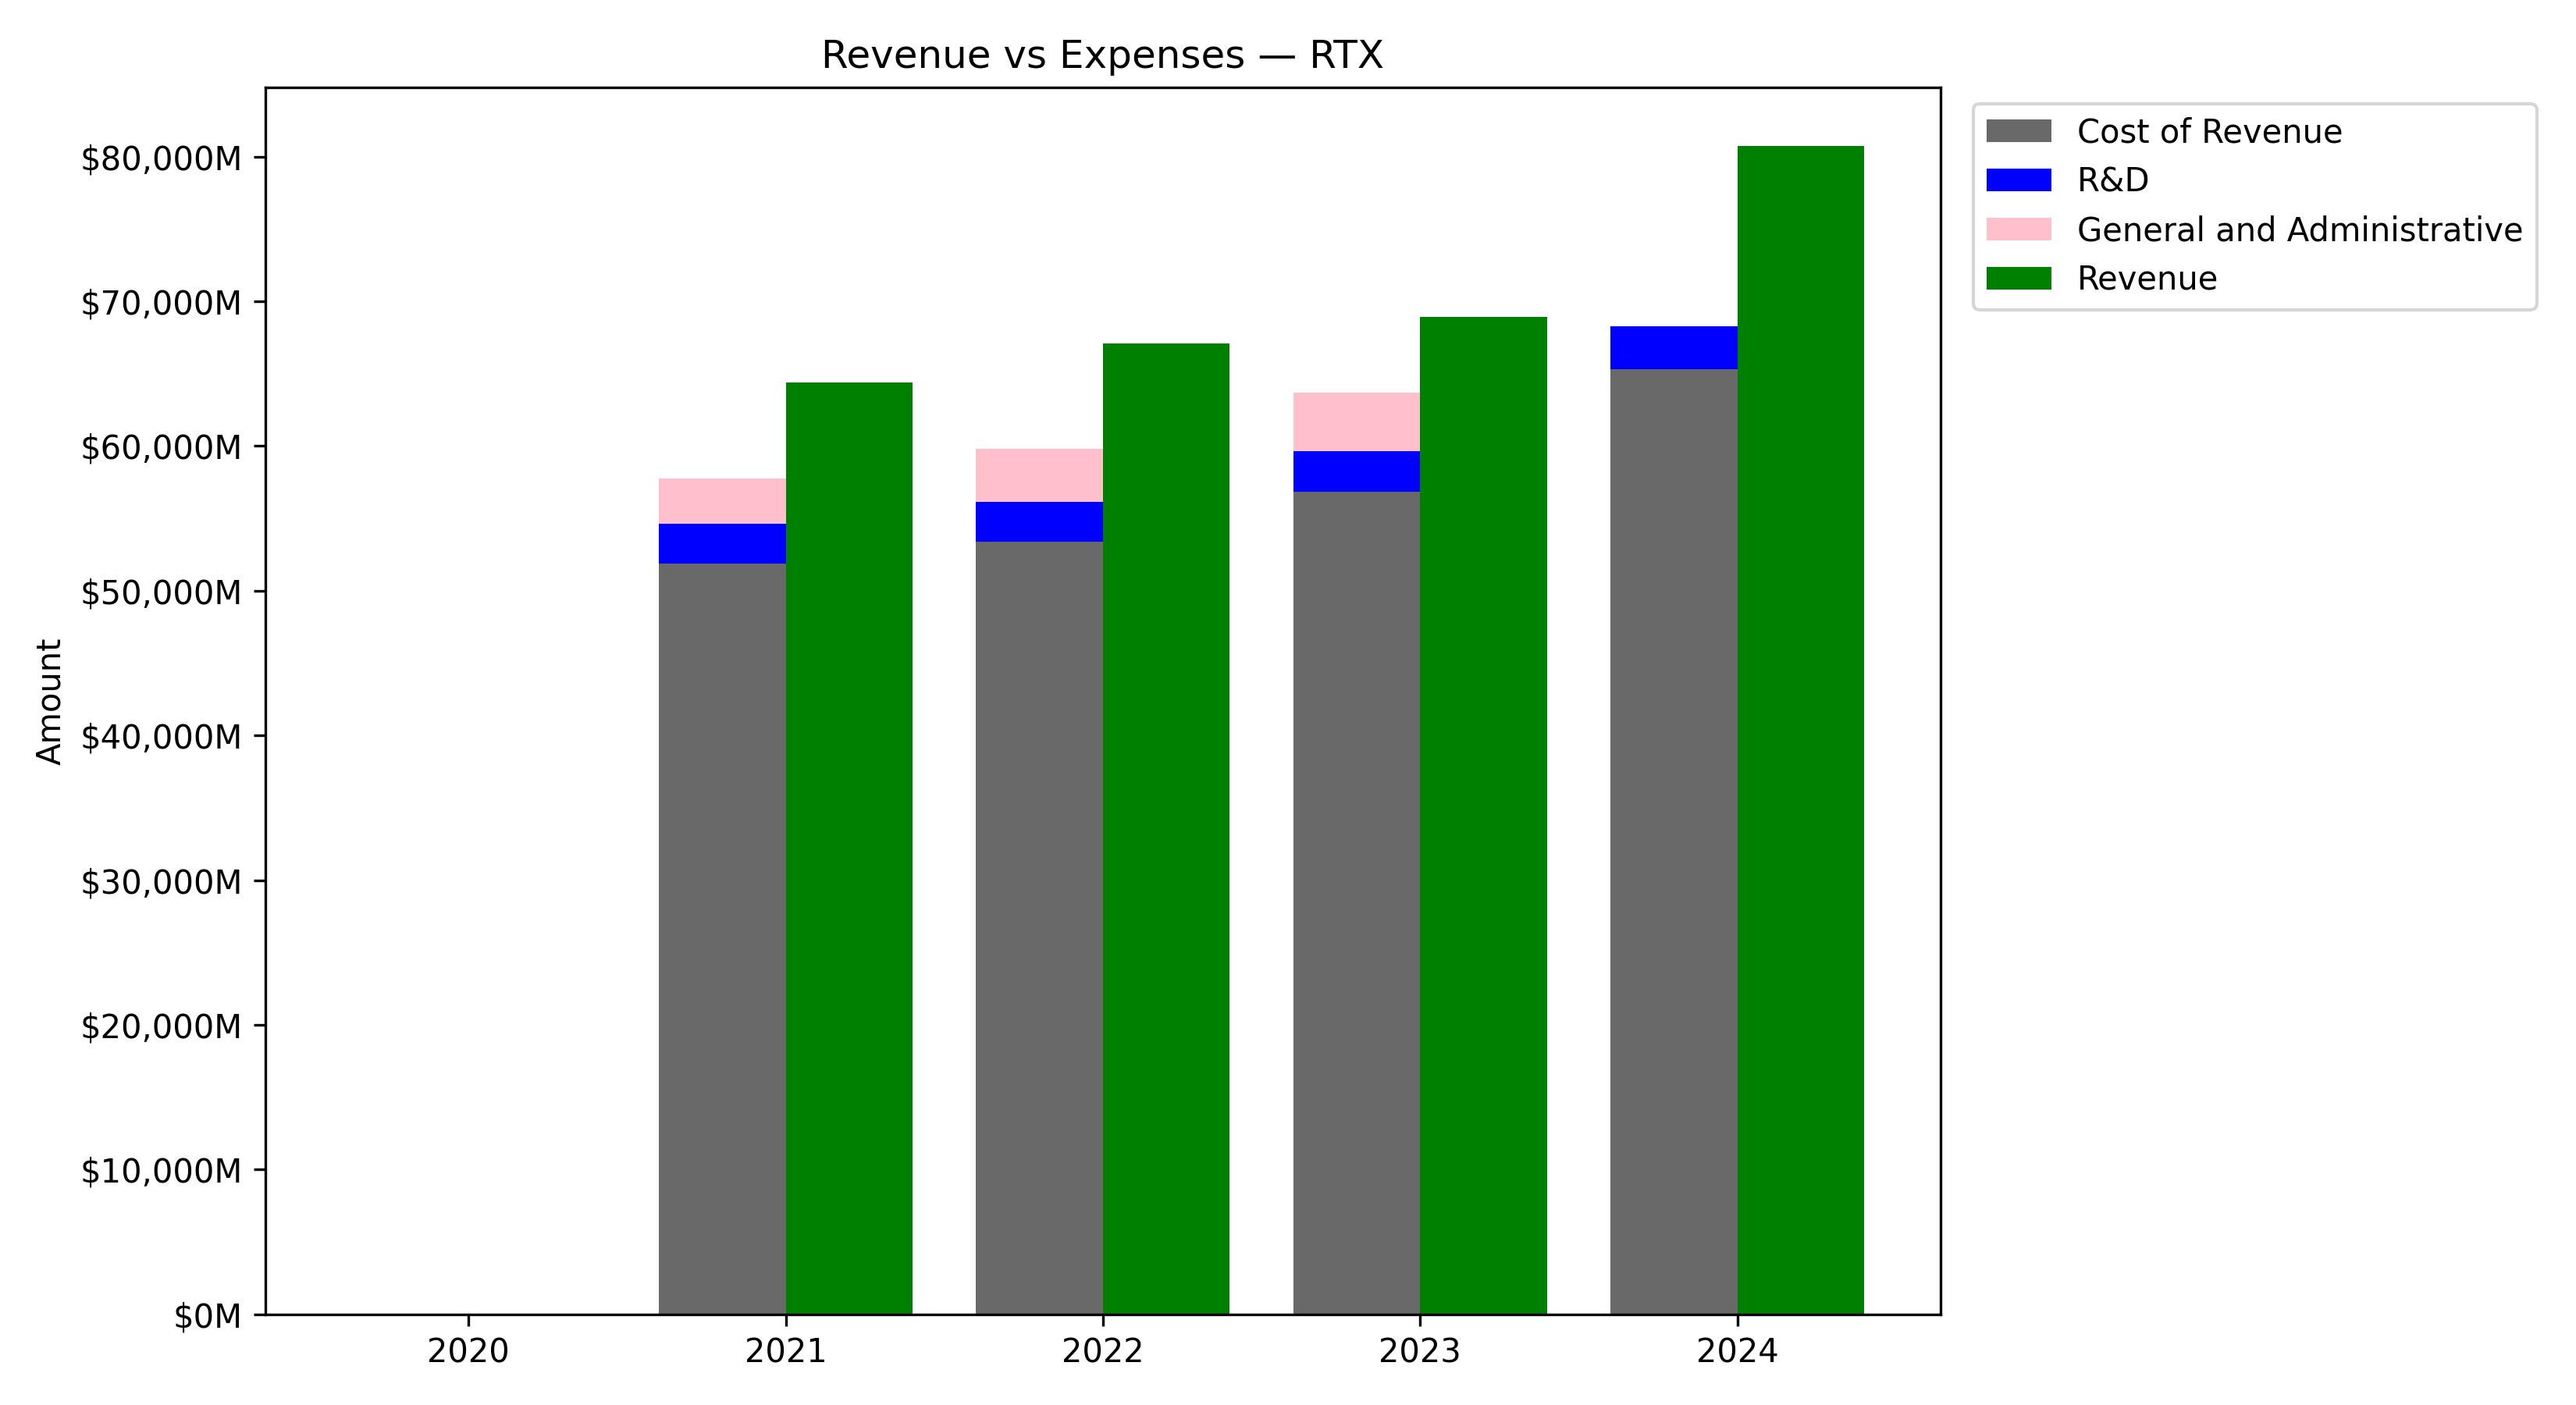 Revenue vs Expenses — RTX
Cost of Revenue
R&D
General and Administrative
Revenue
Amount
$80,000M
$70,000M
$60,000M
$50,000M
$40,000M
$30,000M
$20,000M
$10,000M
$0M
2020 2021 2022 2023 2024